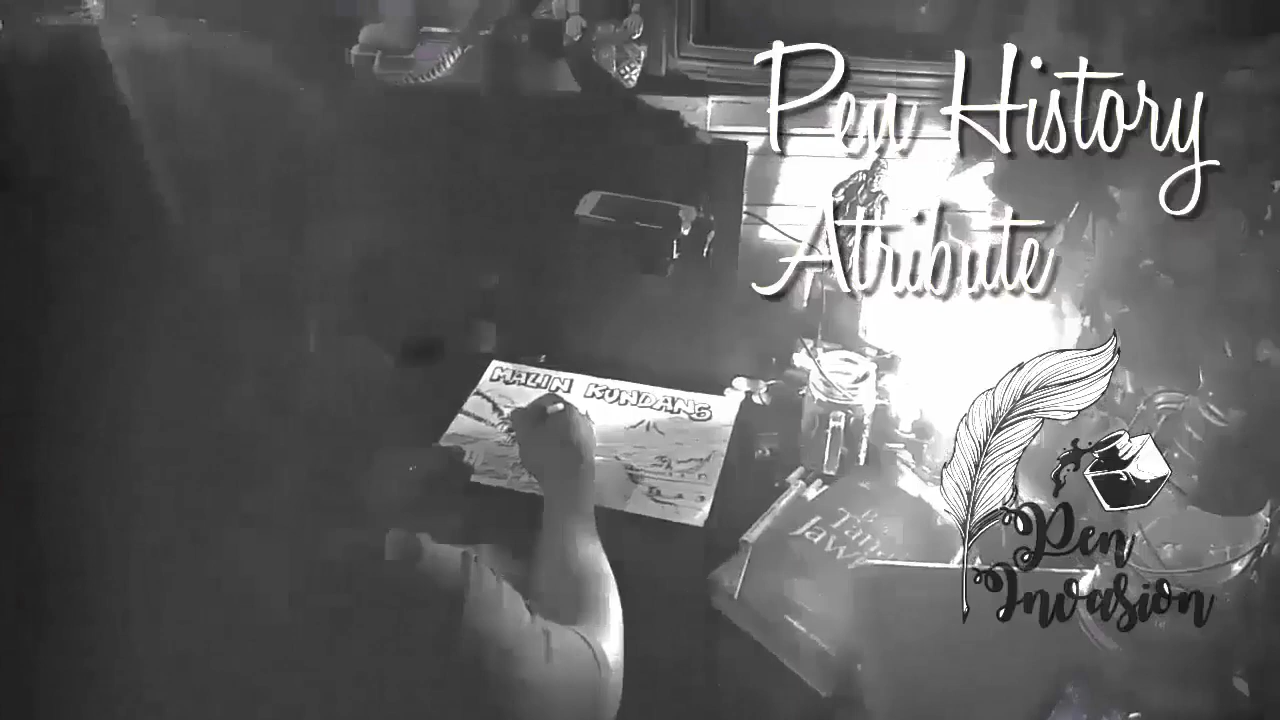 Pen History
Atribute
MALIN KUNDANG
Pen
Invasion